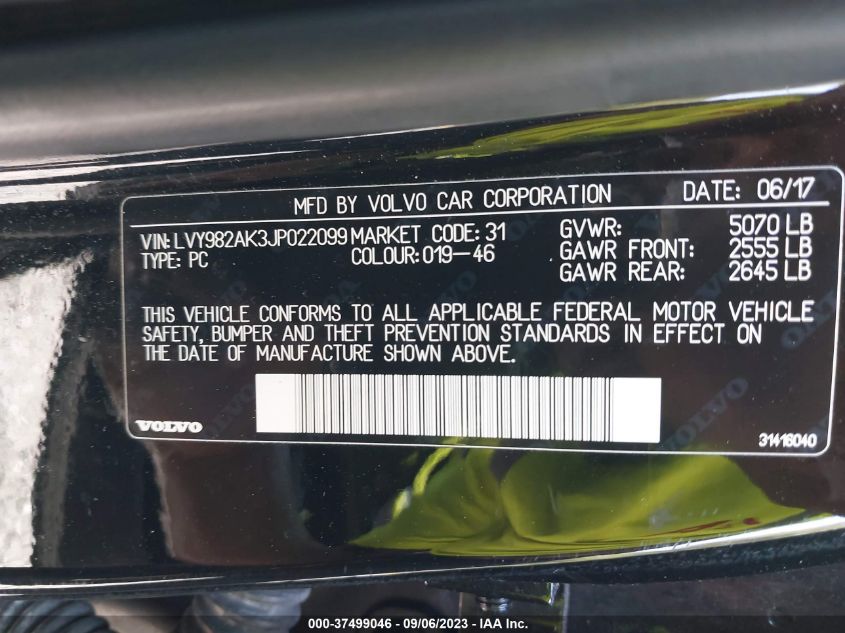 MFD BY VOLVO CAR CORPORATION DATE: 06/17
VIN: LVY982AK3JP022099 MARKET CODE: 31 GVWR: 5070 LB
TYPE: PC COLOUR: 019-46 GAWR FRONT: 2555 LB
GAWR REAR: 2645 LB
THIS VEHICLE CONFORMS TO ALL APPLICABLE FEDERAL MOTOR VEHICLE
SAFETY, BUMPER AND THEFT PREVENTION STANDARDS IN EFFECT ON
THE DATE OF MANUFACTURE SHOWN ABOVE.
VOLVO 31416040
000-37499046 - 09/06/2023 - IAA Inc.